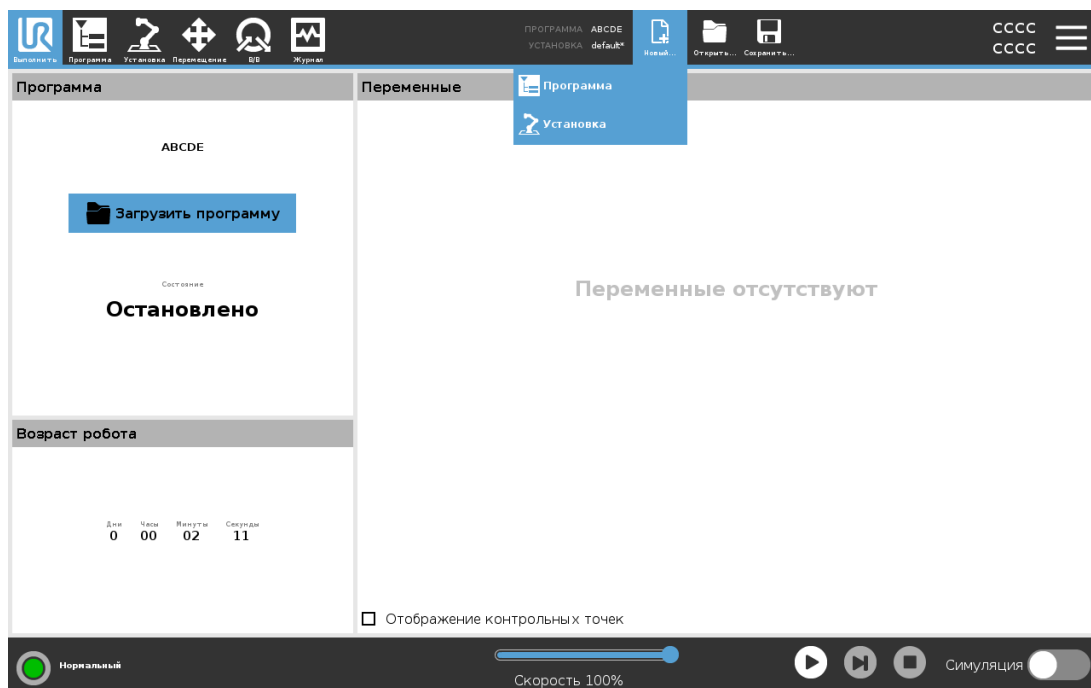 UR
Выполнить Программа Установка Перемещение В/В Журнал
ПРОГРАММА ABCDE
УСТАНОВКА default*
Новый... Открыть... Сохранить...
CCCC
CCCC
Программа
Установка
Программа
ABCDE
Загрузить программу
Состояние
Остановлено
Переменные
Переменные отсутствуют
Возраст робота
Дни Часы Минуты Секунды
0 00 02 11
Отображение контрольных точек
Нормальный
Скорость 100%
Симуляция